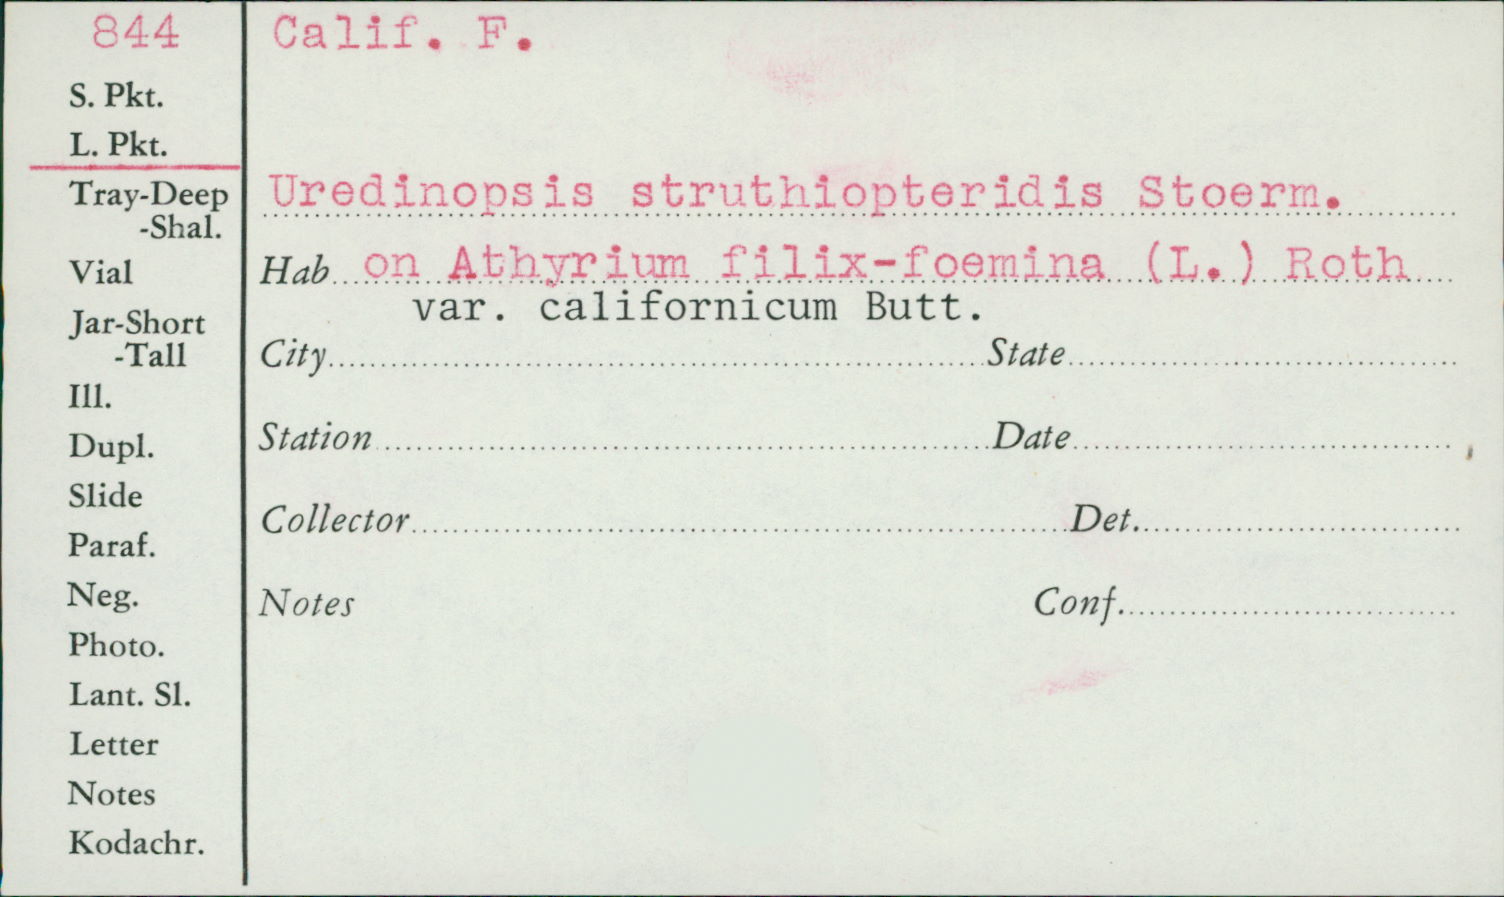 844
Calif. F.
S. Pkt.
L. Pkt.
Tray-Deep
-Shal.
Vial
Jar-Short
-Tall
Ill.
Dupl.
Slide
Paraf.
Neg.
Photo.
Lant. Sl.
Letter
Notes
Kodachr.
Uredinopsis struthiopteridis Stoerm.
Hab on Athyrium filix-foemina (L.) Roth
var. californicum Butt.
City State
Station Date
Collector Det.
Notes Conf.